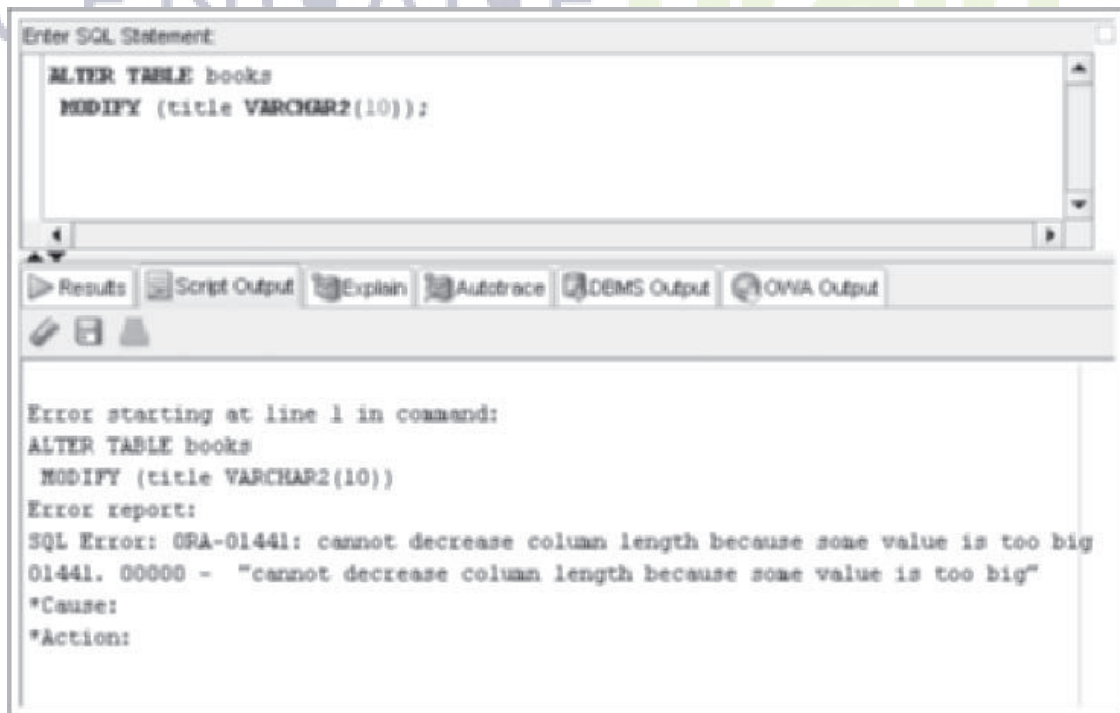 Enter SQL Statement:
ALTER TABLE books
MODIFY (title VARCHAR2(10));
Results Script Output Explain Autotrace DBMS Output OWA Output
Error starting at line 1 in command:
ALTER TABLE books
MODIFY (title VARCHAR2(10))
Error report:
SQL Error: ORA-01441: cannot decrease column length because some value is too big
01441. 00000 - "cannot decrease column length because some value is too big"
*Cause:
*Action: